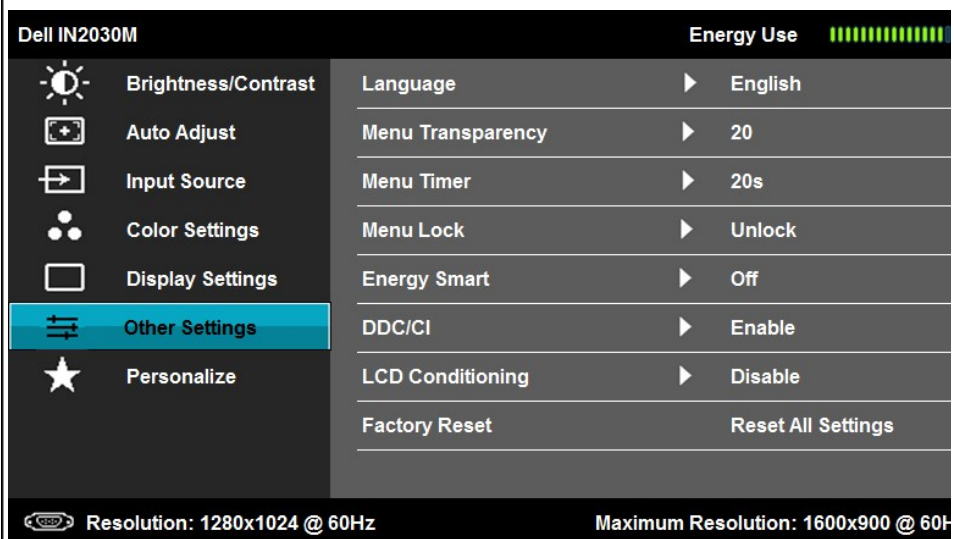 Dell IN2030M Energy Use
Brightness/Contrast Language English
Auto Adjust Menu Transparency 20
Input Source Menu Timer 20s
Color Settings Menu Lock Unlock
Display Settings Energy Smart Off
Other Settings DDC/CI Enable
Personalize LCD Conditioning Disable
Factory Reset Reset All Settings
Resolution: 1280x1024 @ 60Hz Maximum Resolution: 1600x900 @ 60H